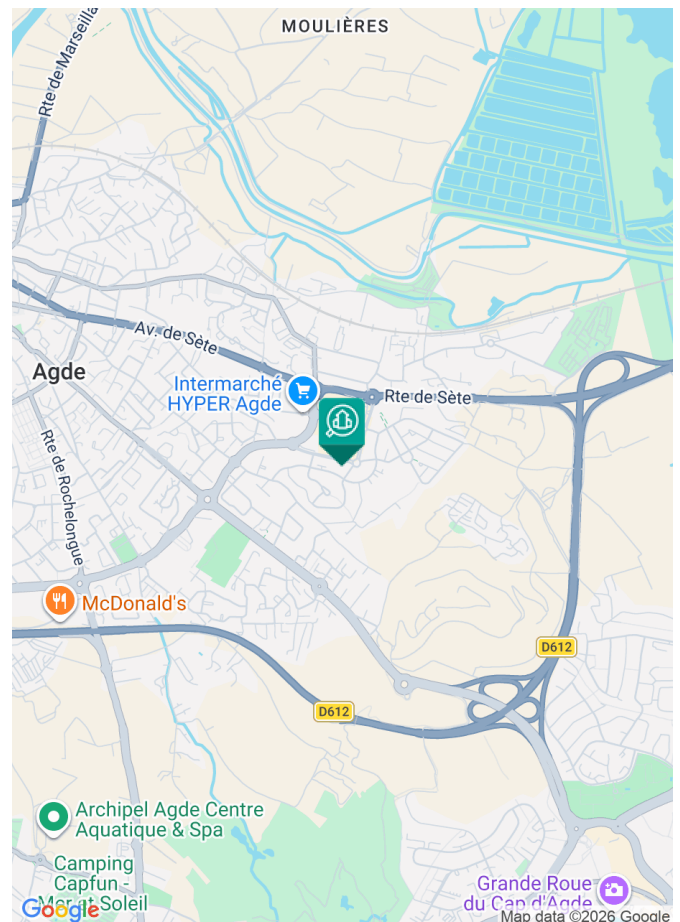 MOULIÈRES
Rte de Marseilla
Av. de Sète
Agde
Intermarché
HYPER Agde
Rte de Sète
Rte de Rochelongue
McDonald's
D612
D612
Archipel Agde Centre
Aquatique & Spa
Camping
Capfun -
Mer et Soleil
Grande Roue
du Cap d'Agde
Google
Map data ©2026 Google